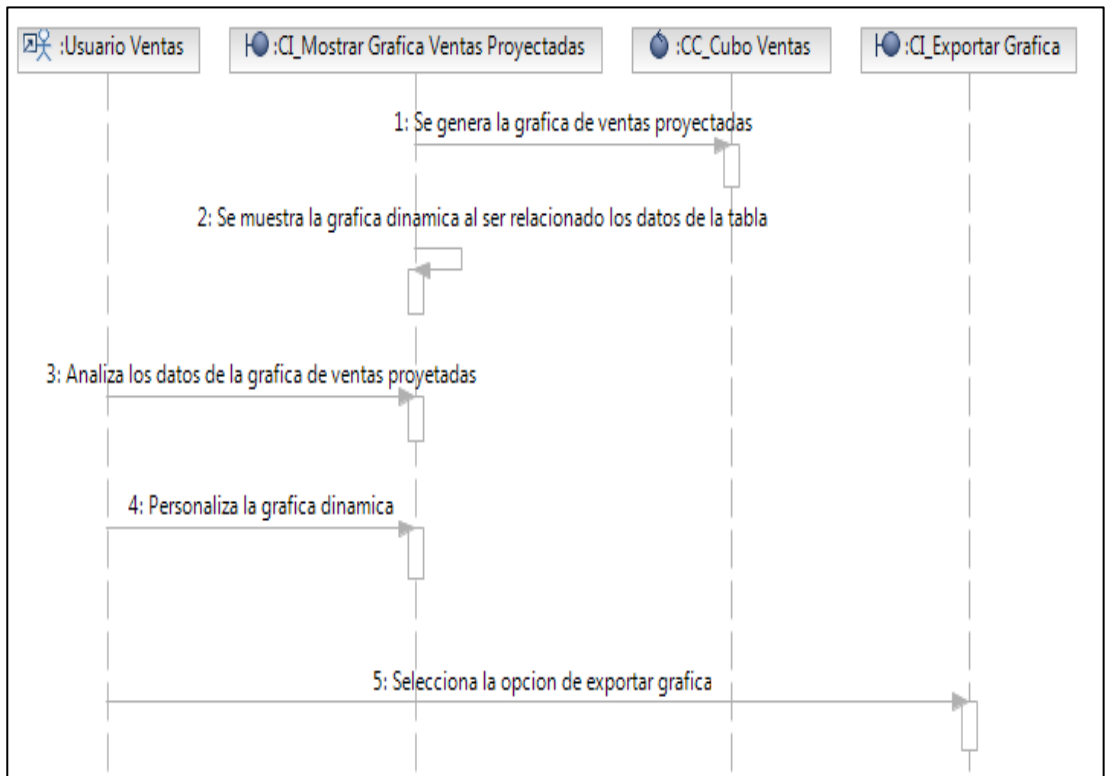 :Usuario Ventas
:CI_Mostrar Grafica Ventas Proyectadas
:CC_Cubo Ventas
:CI_Exportar Grafica
1: Se genera la grafica de ventas proyectadas
2: Se muestra la grafica dinamica al ser relacionado los datos de la tabla
3: Analiza los datos de la grafica de ventas proyetadas
4: Personaliza la grafica dinamica
5: Selecciona la opcion de exportar grafica